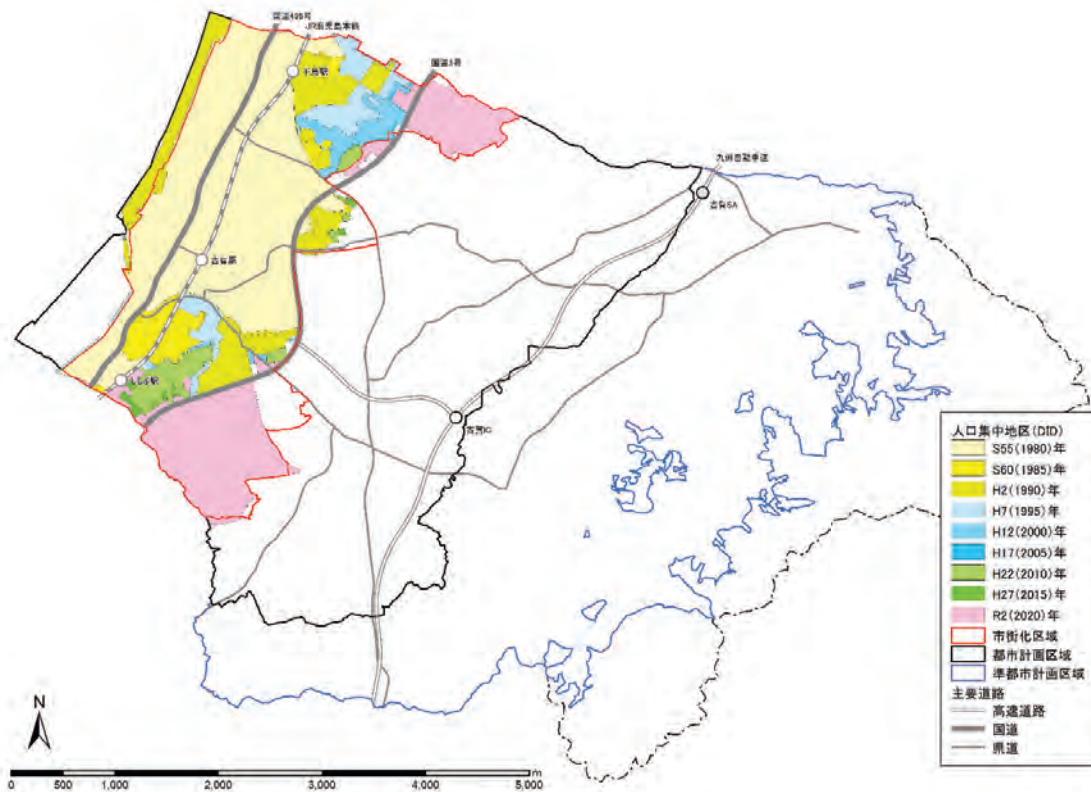 国道495号
JR鹿児島本線
千鳥駅
国道3号
九州自動車道
古賀SA
古賀駅
ししぶ駅
古賀IC
人口集中地区(DID)
S55(1980)年
S60(1985)年
H2(1990)年
H7(1995)年
H12(2000)年
H17(2005)年
H22(2010)年
H27(2015)年
R2(2020)年
市街化区域
都市計画区域
準都市計画区域
主要道路
高速道路
国道
県道
N
0 500 1,000 2,000 3,000 4,000 5,000 m